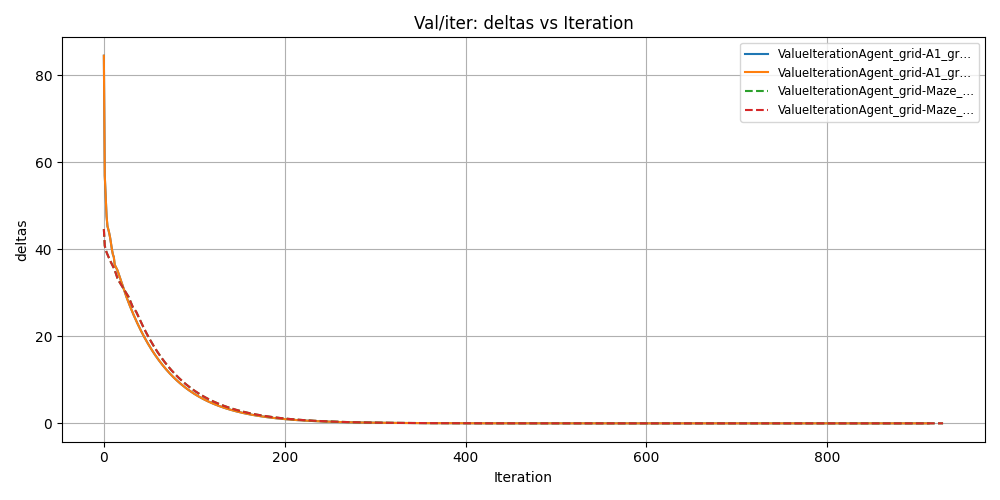 Val/iter: deltas vs Iteration
ValueIterationAgent_grid-A1_gr...
ValueIterationAgent_grid-A1_gr...
ValueIterationAgent_grid-Maze_...
ValueIterationAgent_grid-Maze_...
deltas
80
60
40
20
0
0 200 400 600 800
Iteration